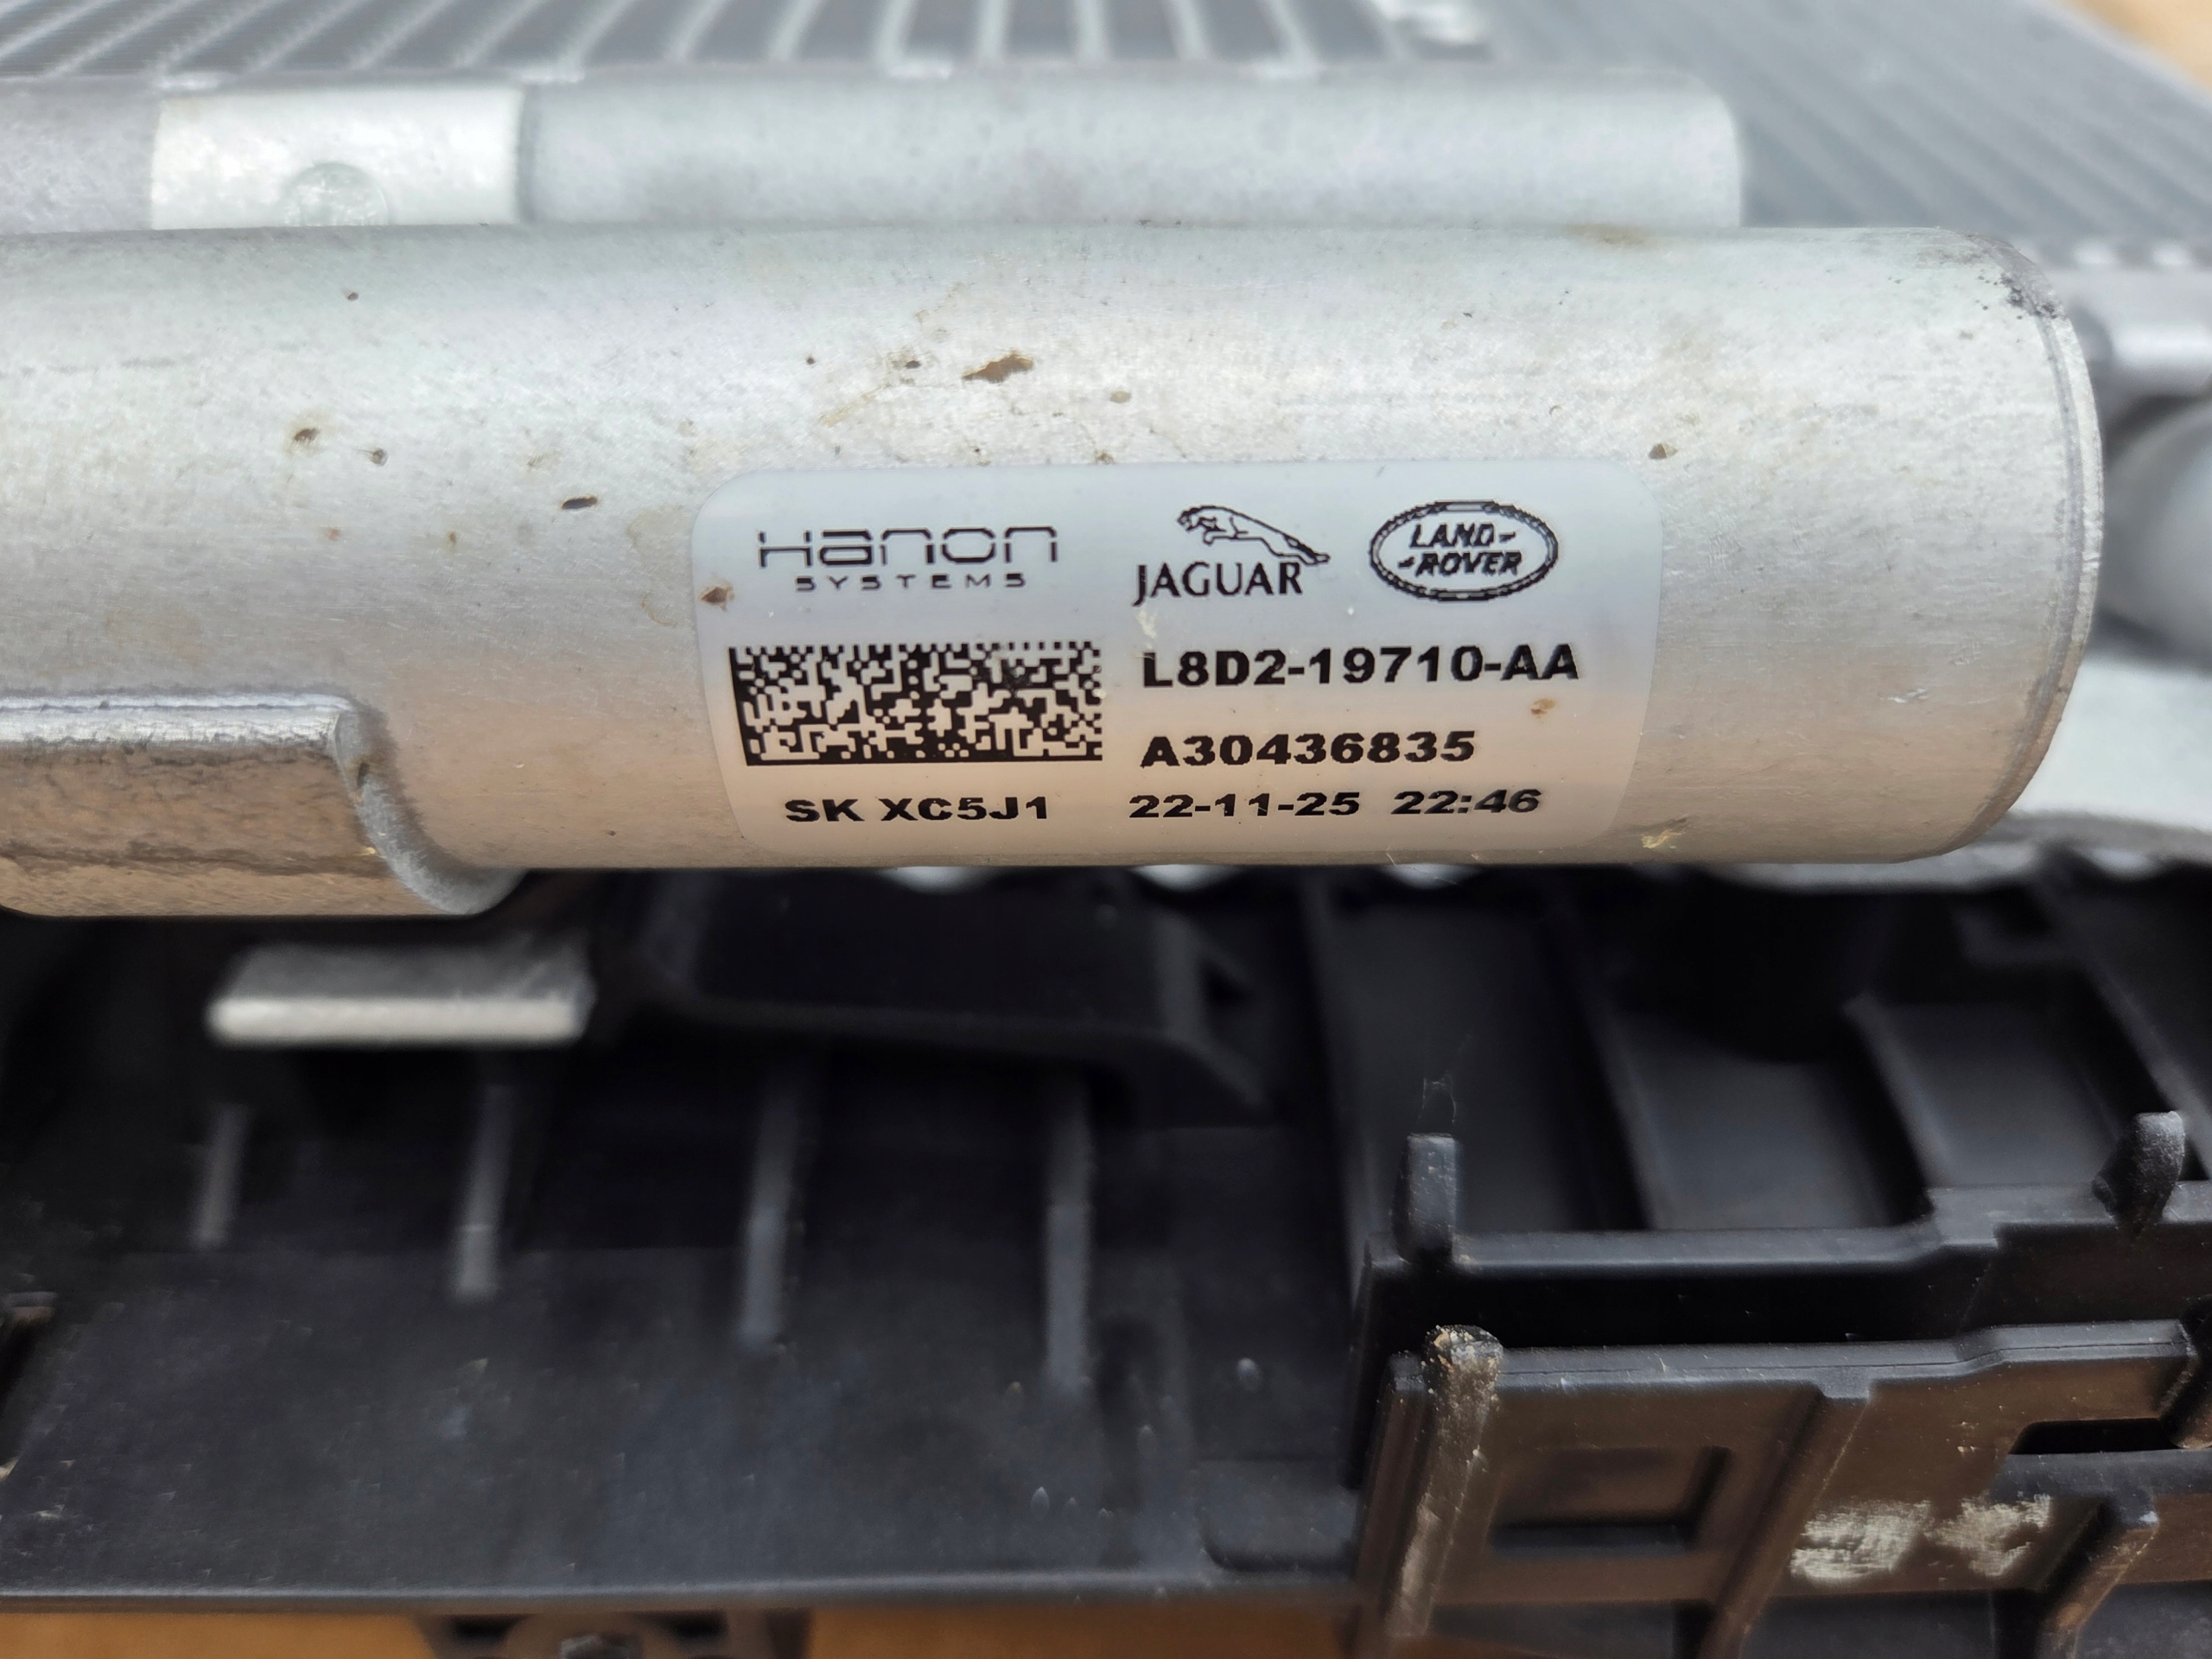 Hanon
SYSTEMS
JAGUAR
LAND-
-ROVER
L8D2-19710-AA
A30436835
SK XC5J1 22-11-25 22:46